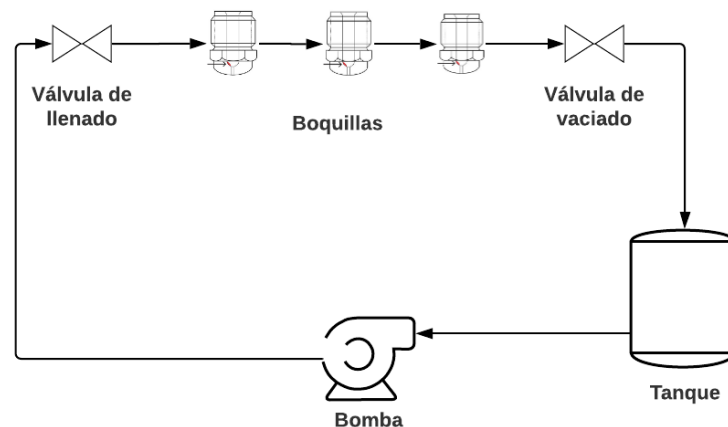 Válvula de
llenado
Boquillas
Válvula de
vaciado
Tanque
Bomba